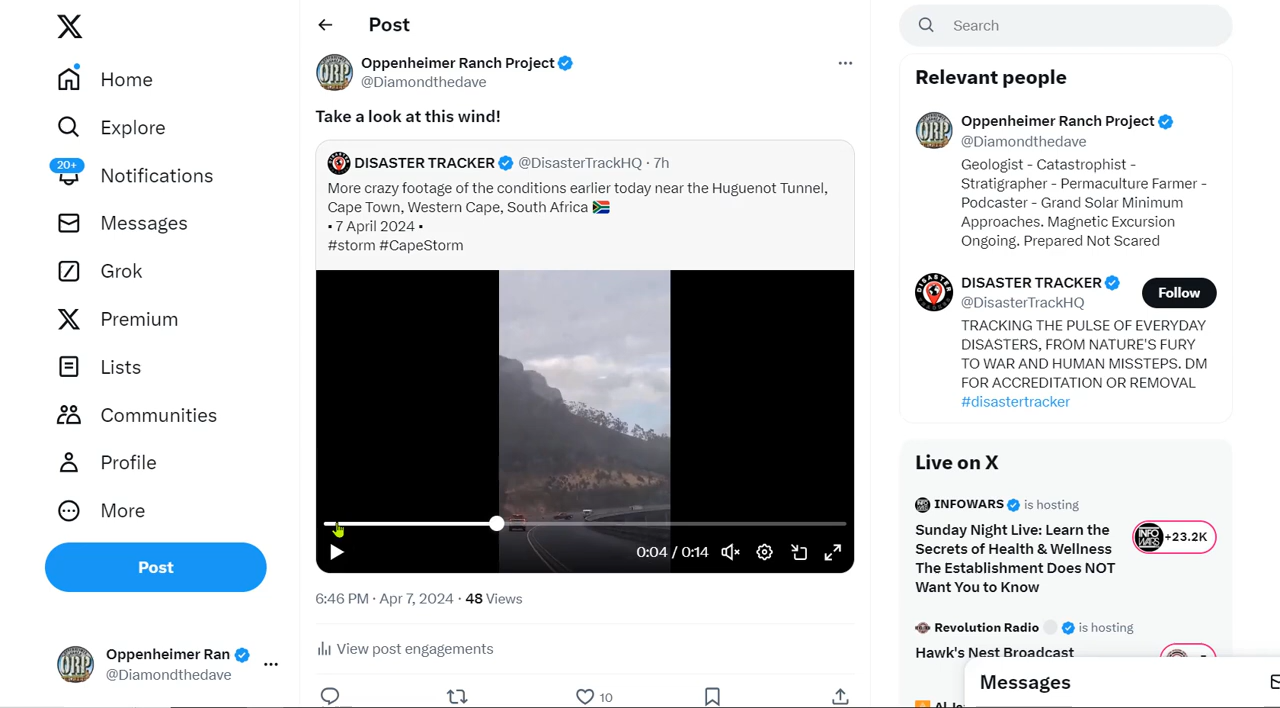 Home
Explore
20+
Notifications
Messages
Grok
Premium
Lists
Communities
Profile
More
Post
Oppenheimer Ran
@Diamondthedave
Post
Oppenheimer Ranch Project
@Diamondthedave
Take a look at this wind!
DISASTER TRACKER @DisasterTrackHQ · 7h
More crazy footage of the conditions earlier today near the Huguenot Tunnel,
Cape Town, Western Cape, South Africa 🇿🇦
▪ 7 April 2024 ▪
#storm #CapeStorm
0:04 / 0:14
6:46 PM · Apr 7, 2024 · 48 Views
View post engagements
10
Search
Relevant people
Oppenheimer Ranch Project
@Diamondthedave
Geologist - Catastrophist -
Stratigrapher - Permaculture Farmer -
Podcaster - Grand Solar Minimum
Approaches. Magnetic Excursion
Ongoing. Prepared Not Scared
DISASTER TRACKER
@DisasterTrackHQ
Follow
TRACKING THE PULSE OF EVERYDAY
DISASTERS, FROM NATURE'S FURY
TO WAR AND HUMAN MISSTEPS. DM
FOR ACCREDITATION OR REMOVAL
#disastertracker
Live on X
INFOWARS is hosting
Sunday Night Live: Learn the
Secrets of Health & Wellness
The Establishment Does NOT
Want You to Know
+23.2K
Revolution Radio is hosting
Hawk's Nest Broadcast
Messages